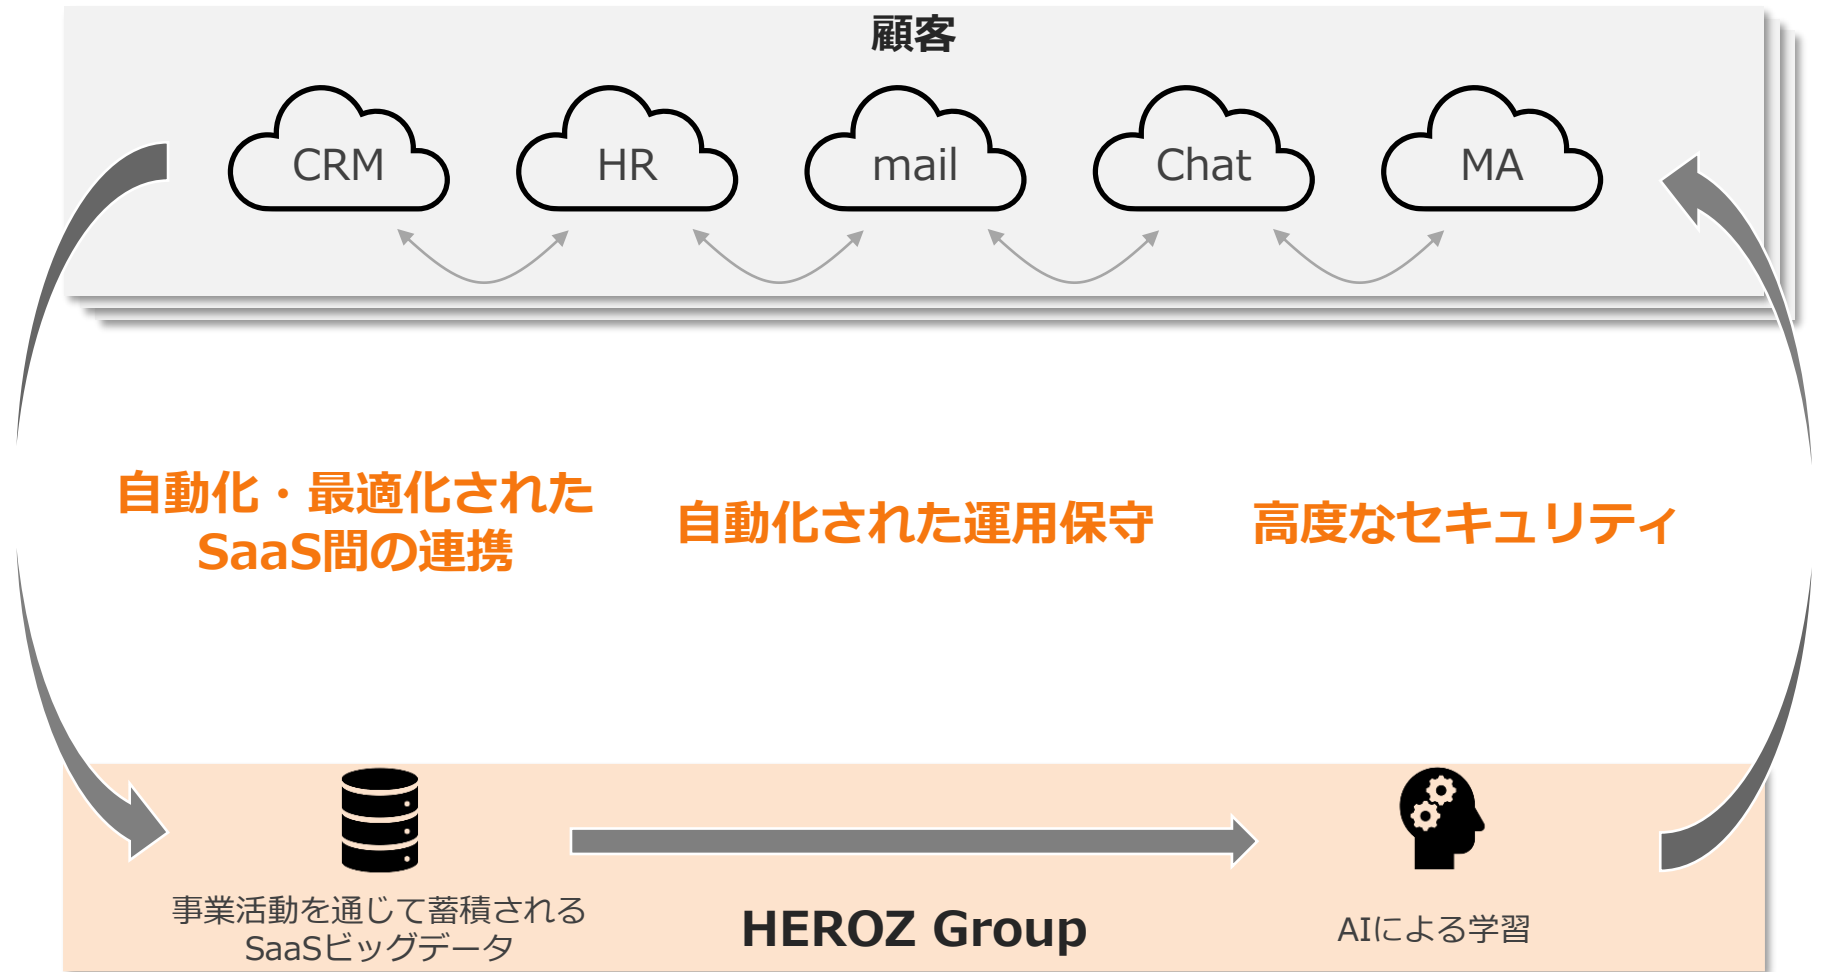 顧客
CRM
HR
mail
Chat
MA
自動化・最適化された
SaaS間の連携
自動化された運用保守
高度なセキュリティ
事業活動を通じて蓄積される
SaaSビッグデータ
HEROZ Group
AIによる学習